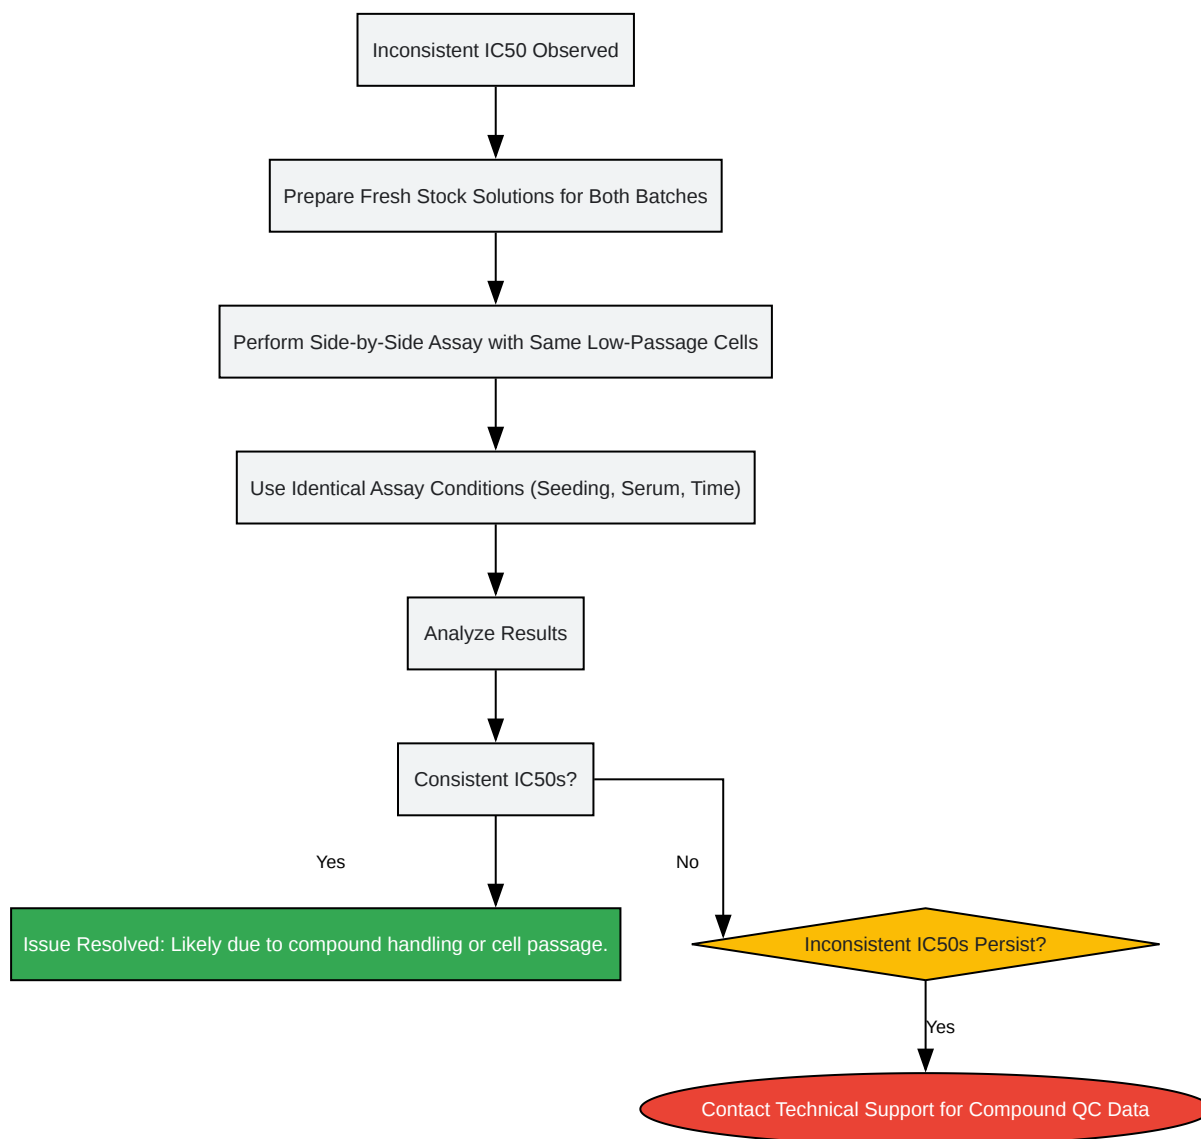 Inconsistent IC50 Observed
Prepare Fresh Stock Solutions for Both Batches
Perform Side-by-Side Assay with Same Low-Passage Cells
Use Identical Assay Conditions (Seeding, Serum, Time)
Analyze Results
Consistent IC50s?
Yes
No
Issue Resolved: Likely due to compound handling or cell passage.
Inconsistent IC50s Persist?
Yes
Contact Technical Support for Compound QC Data